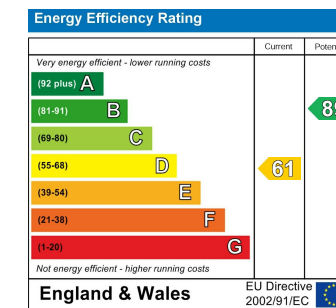 Energy Efficiency Rating
Current
Very energy efficient - lower running costs
(92 plus) A
(81-91) B
(69-80) C
(55-68) D
61
(39-54) E
(21-38) F
(1-20) G
Not energy efficient - higher running costs
England & Wales
EU Directive
2002/91/EC